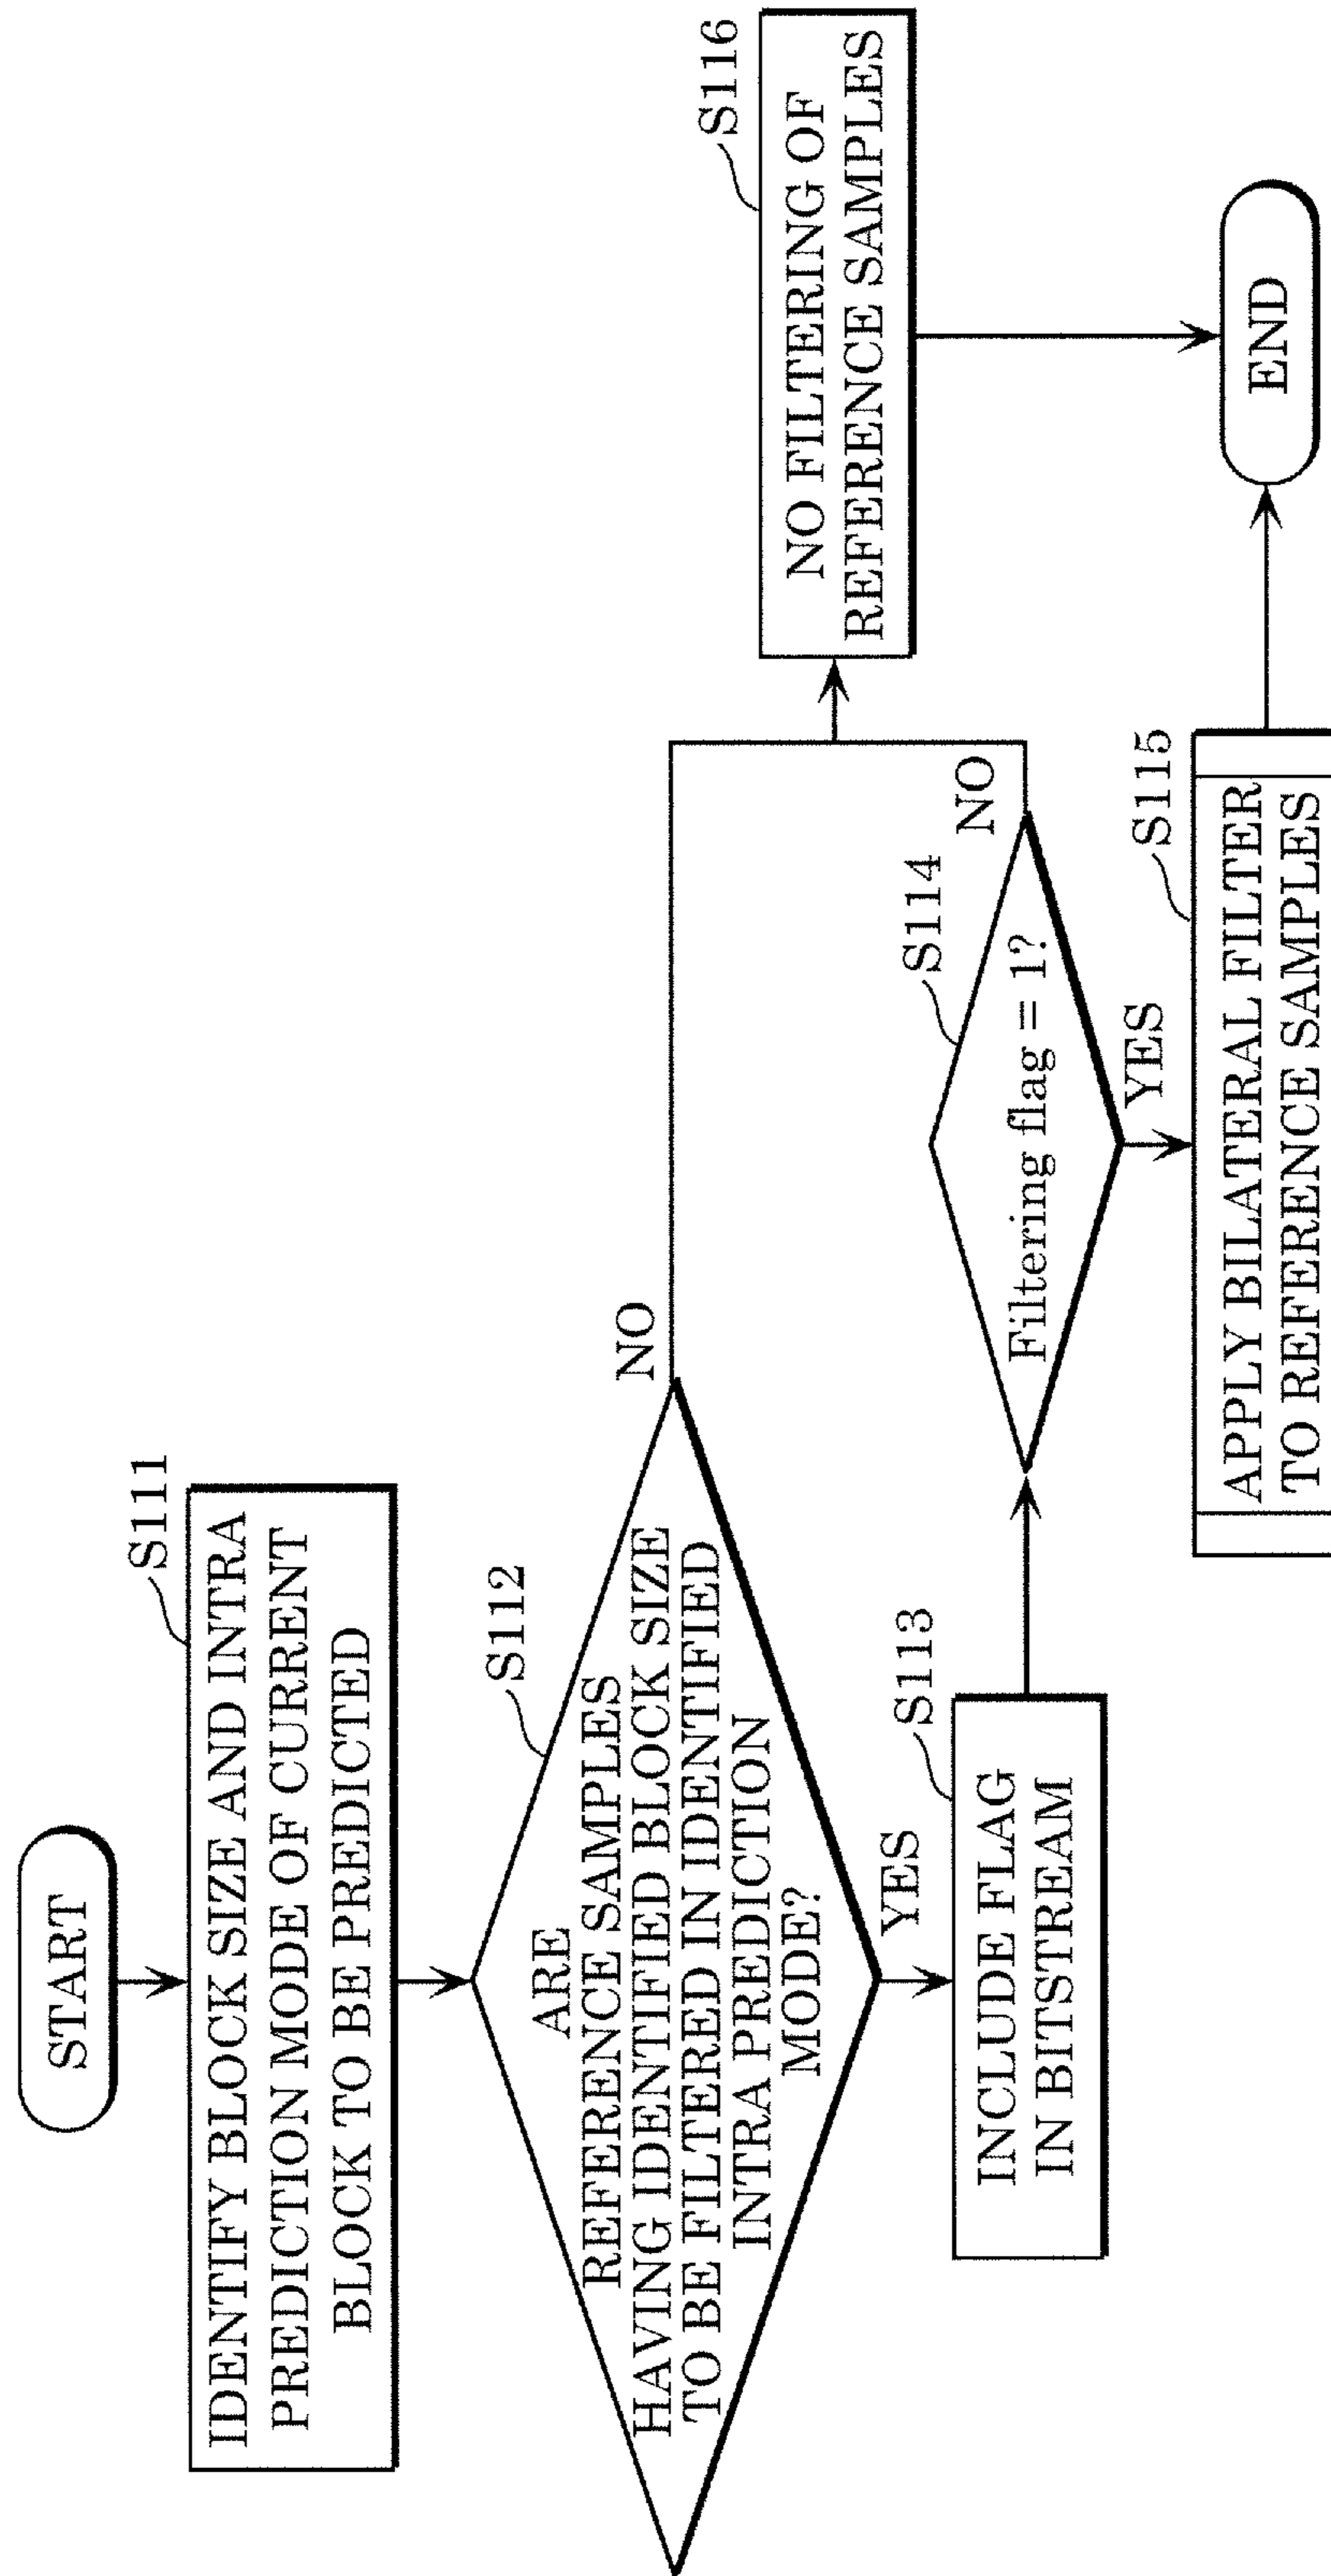 START
S111
IDENTIFY BLOCK SIZE AND INTRA
PREDICTION MODE OF CURRENT
BLOCK TO BE PREDICTED
S112
ARE
REFERENCE SAMPLES
HAVING IDENTIFIED BLOCK SIZE
TO BE FILTERED IN IDENTIFIED
INTRA PREDICTION
MODE?
NO
YES
S113
INCLUDE FLAG
IN BITSTREAM
S114
Filtering flag = 1?
NO
YES
S115
APPLY BILATERAL FILTER
TO REFERENCE SAMPLES
S116
NO FILTERING OF
REFERENCE SAMPLES
END